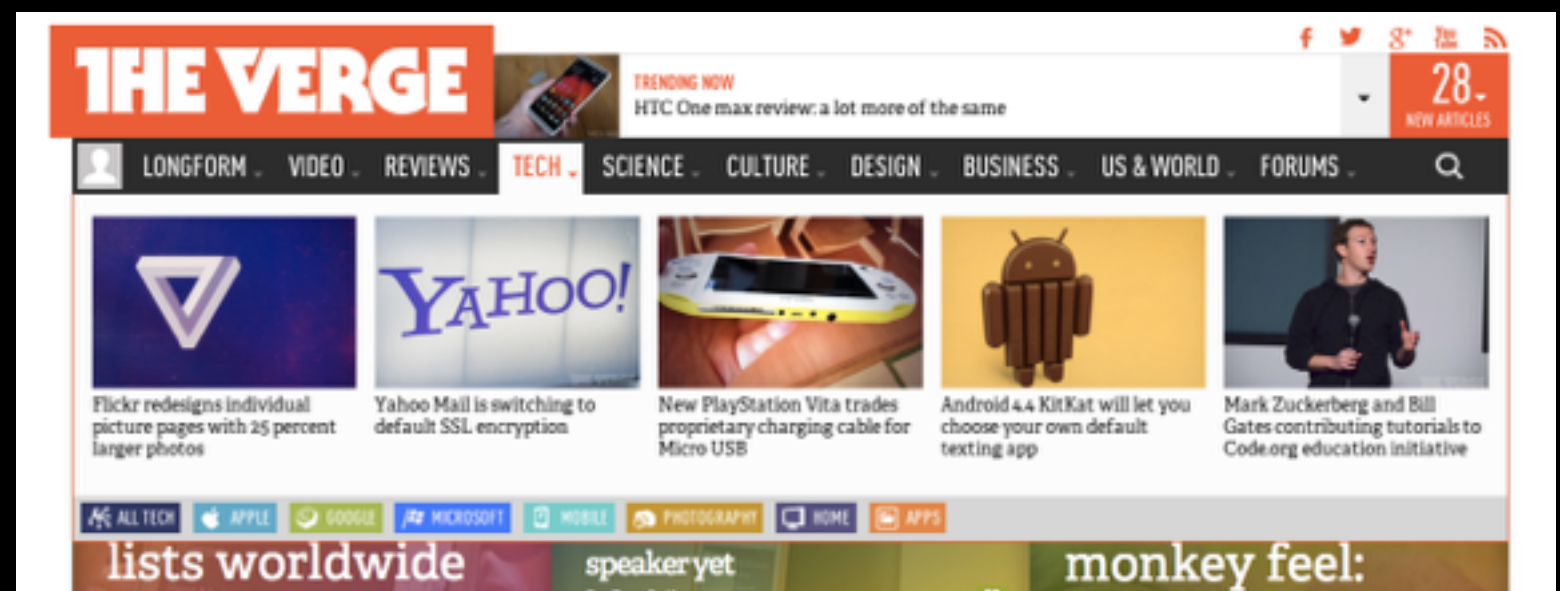 THE VERGE
TRENDING NOW
HTC One max review: a lot more of the same
28
NEW ARTICLES
LONGFORM VIDEO REVIEWS TECH SCIENCE CULTURE DESIGN BUSINESS US & WORLD FORUMS
YAHOO!
Flickr redesigns individual
picture pages with 25 percent
larger photos
Yahoo Mail is switching to
default SSL encryption
New PlayStation Vita trades
proprietary charging cable for
Micro USB
Android 4.4 KitKat will let you
choose your own default
texting app
Mark Zuckerberg and Bill
Gates contributing tutorials to
Code.org education initiative
ALL TECH APPLE GOOGLE MICROSOFT MOBILE PHOTOGRAPHY HOME APPS
lists worldwide
speaker yet
monkey feel: